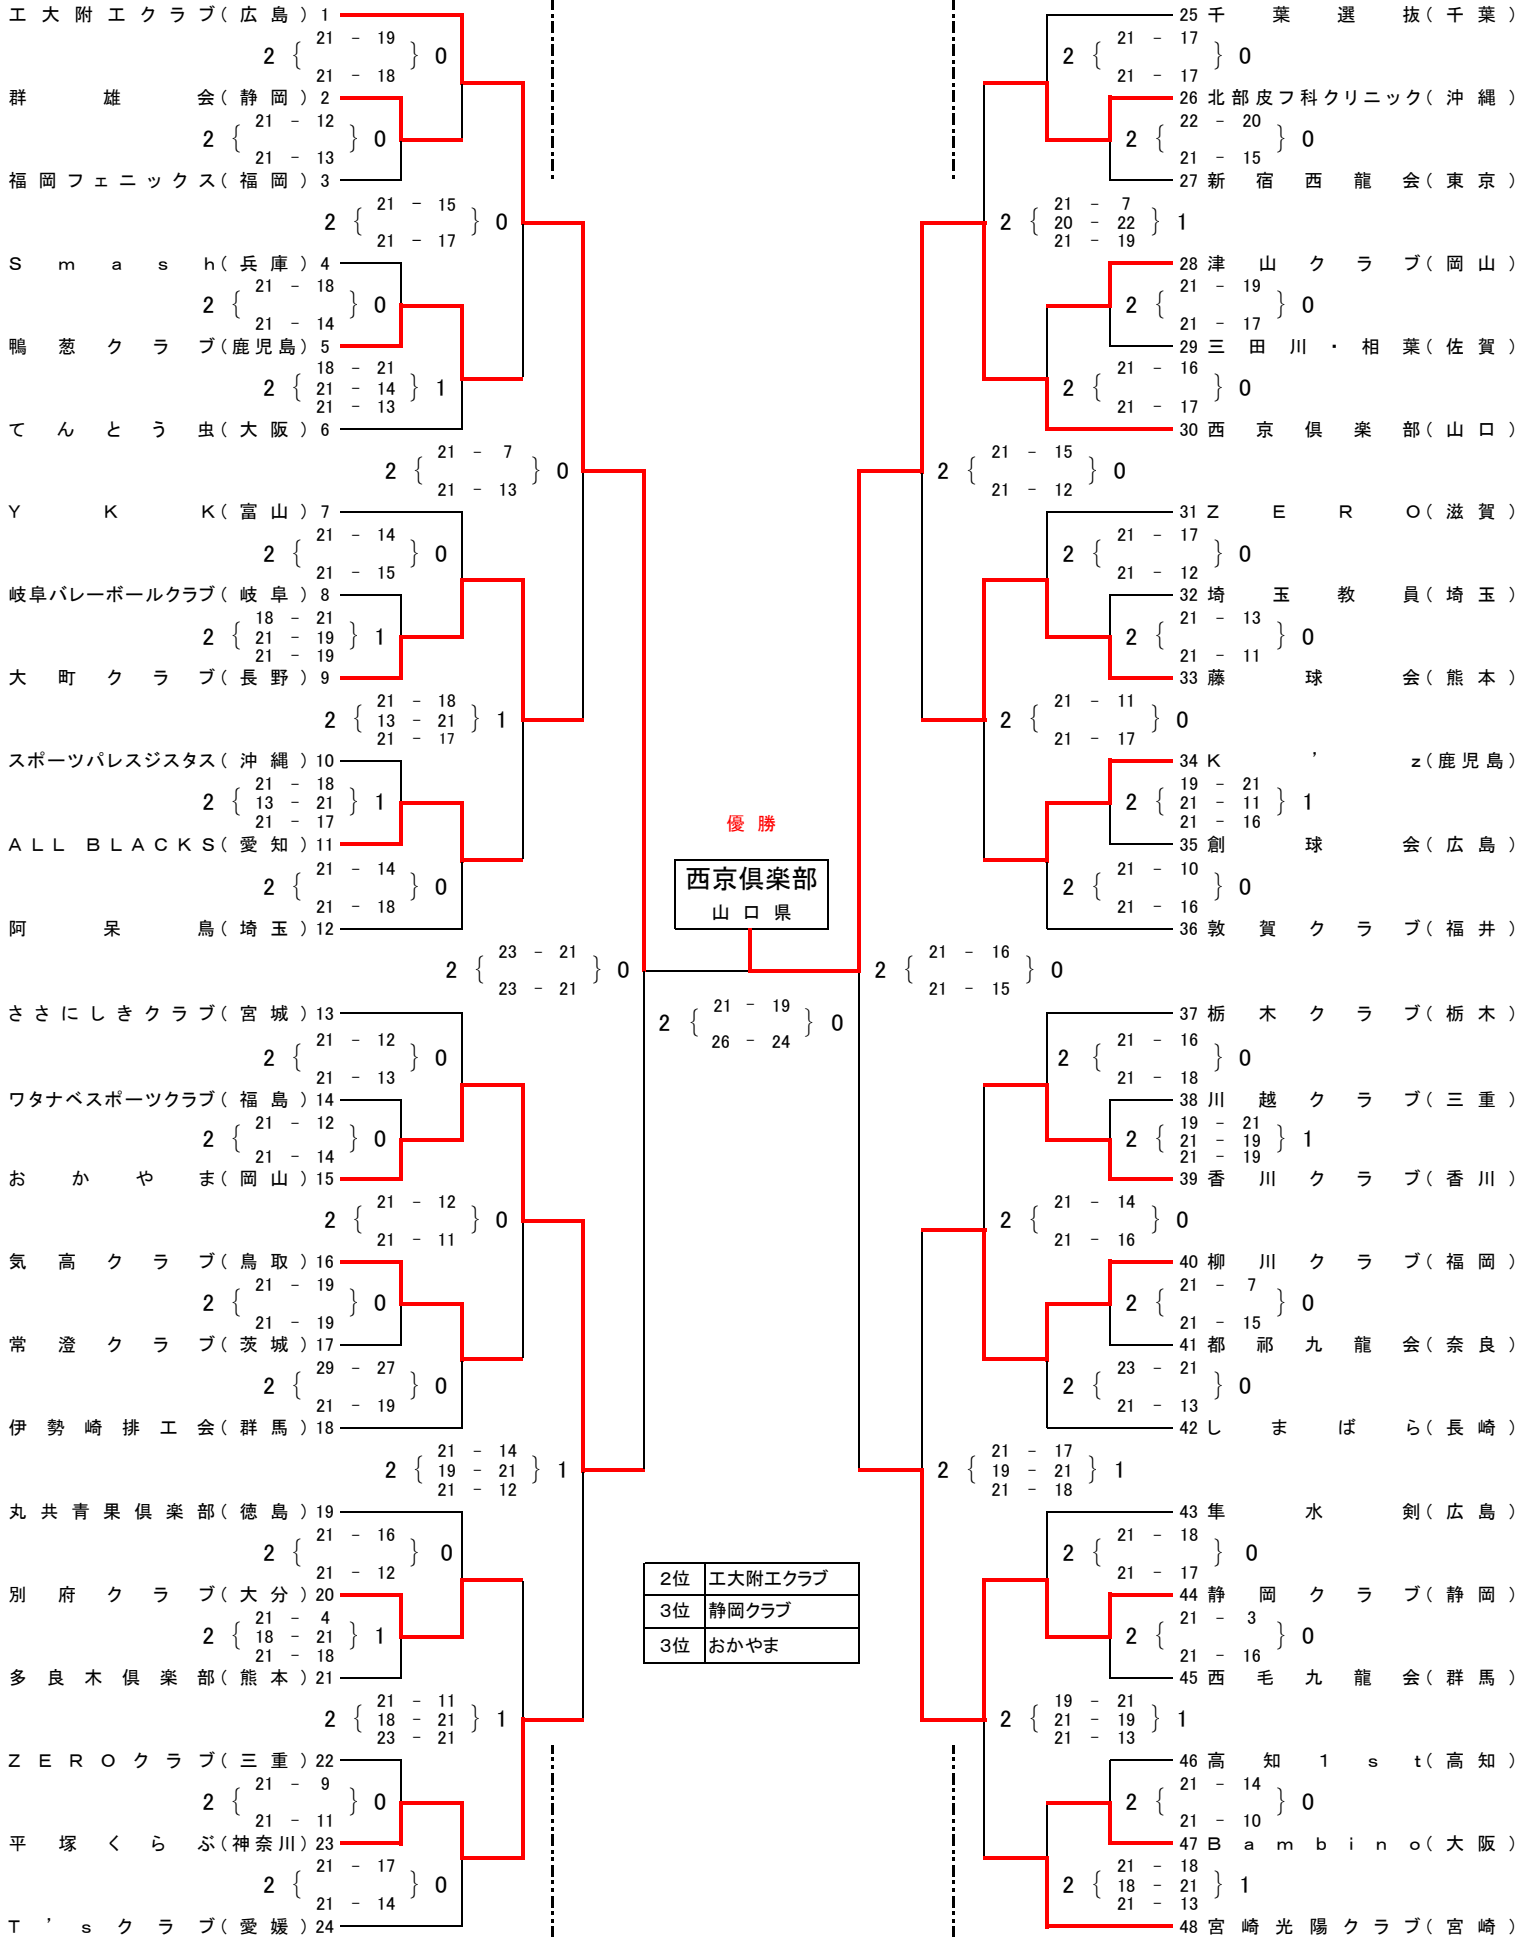 工大附工クラブ(広島) 1
2 { 21 - 19 } 0
21 - 18
群雄会(静岡) 2
2 { 21 - 12 } 0
21 - 13
福岡フェニックス(福岡) 3
2 { 21 - 15 } 0
21 - 17
Smash(兵庫) 4
2 { 21 - 18 } 0
21 - 14
鴨葱クラブ(鹿児島) 5
2 { 18 - 21 } 1
21 - 14
21 - 13
てんとう虫(大阪) 6
2 { 21 - 7 } 0
21 - 13
YKK(富山) 7
2 { 21 - 14 } 0
21 - 15
岐阜バレーボールクラブ(岐阜) 8
2 { 18 - 21 } 1
21 - 19
21 - 19
大町クラブ(長野) 9
2 { 21 - 18 } 1
13 - 21
21 - 17
スポーツパレスジスタス(沖縄) 10
2 { 21 - 18 } 1
13 - 21
21 - 17
ALL BLACKS(愛知) 11
2 { 21 - 14 } 0
21 - 18
阿呆鳥(埼玉) 12
2 { 23 - 21 } 0
23 - 21
ささにしきクラブ(宮城) 13
2 { 21 - 12 } 0
21 - 13
ワタナベスポーツクラブ(福島) 14
2 { 21 - 12 } 0
21 - 14
おかやま(岡山) 15
2 { 21 - 12 } 0
21 - 11
気高クラブ(鳥取) 16
2 { 21 - 19 } 0
21 - 19
常澄クラブ(茨城) 17
2 { 29 - 27 } 0
21 - 19
伊勢崎排工会(群馬) 18
2 { 21 - 14 } 1
19 - 21
21 - 12
丸共青果倶楽部(徳島) 19
2 { 21 - 16 } 0
21 - 12
別府クラブ(大分) 20
2 { 21 - 4 } 1
18 - 21
21 - 18
多良木倶楽部(熊本) 21
2 { 21 - 11 } 1
18 - 21
23 - 21
ZEROクラブ(三重) 22
2 { 21 - 9 } 0
21 - 11
平塚くらぶ(神奈川) 23
2 { 21 - 17 } 0
21 - 14
T'sクラブ(愛媛) 24
優勝
西京倶楽部
山口県
2 { 21 - 19 } 0
26 - 24
2位 工大附工クラブ
3位 静岡クラブ
3位 おかやま
25 千葉選抜(千葉)
2 { 21 - 17 } 0
21 - 17
26 北部皮フ科クリニック(沖縄)
2 { 22 - 20 } 0
21 - 15
27 新宿西龍会(東京)
2 { 21 - 7 } 1
20 - 22
21 - 19
28 津山クラブ(岡山)
2 { 21 - 19 } 0
21 - 17
29 三田川・相葉(佐賀)
2 { 21 - 16 } 0
21 - 17
30 西京倶楽部(山口)
2 { 21 - 15 } 0
21 - 12
31 ZERO(滋賀)
2 { 21 - 17 } 0
21 - 12
32 埼玉教員(埼玉)
2 { 21 - 13 } 0
21 - 11
33 藤球会(熊本)
2 { 21 - 11 } 0
21 - 17
34 K'z(鹿児島)
2 { 19 - 21 } 1
21 - 11
21 - 16
35 創球会(広島)
2 { 21 - 10 } 0
21 - 16
36 敦賀クラブ(福井)
2 { 21 - 16 } 0
21 - 15
37 栃木クラブ(栃木)
2 { 21 - 16 } 0
21 - 18
38 川越クラブ(三重)
2 { 19 - 21 } 1
21 - 19
21 - 19
39 香川クラブ(香川)
2 { 21 - 14 } 0
21 - 16
40 柳川クラブ(福岡)
2 { 21 - 7 } 0
21 - 15
41 都祁九龍会(奈良)
2 { 23 - 21 } 0
21 - 13
42 しまばら(長崎)
2 { 21 - 17 } 1
19 - 21
21 - 18
43 隼水剣(広島)
2 { 21 - 18 } 0
21 - 17
44 静岡クラブ(静岡)
2 { 21 - 3 } 0
21 - 16
45 西毛九龍会(群馬)
2 { 19 - 21 } 1
21 - 19
21 - 13
46 高知1st(高知)
2 { 21 - 14 } 0
21 - 10
47 Bambino(大阪)
2 { 21 - 18 } 1
18 - 21
21 - 13
48 宮崎光陽クラブ(宮崎)